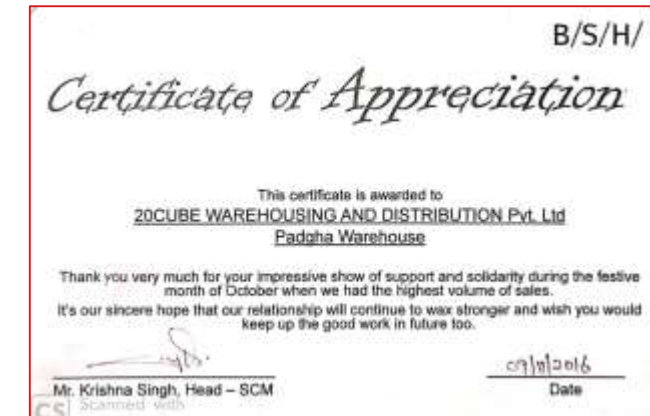 B/S/H/
Certificate of Appreciation
This certificate is awarded to
20CUBE WAREHOUSING AND DISTRIBUTION Pvt. Ltd
Padgha Warehouse
Thank you very much for your impressive show of support and solidarity during the festive
month of October when we had the highest volume of sales.
It's our sincere hope that our relationship will continue to wax stronger and wish you would
keep up the good work in future too.
Mr. Krishna Singh, Head – SCM
Date
CS Scanned with